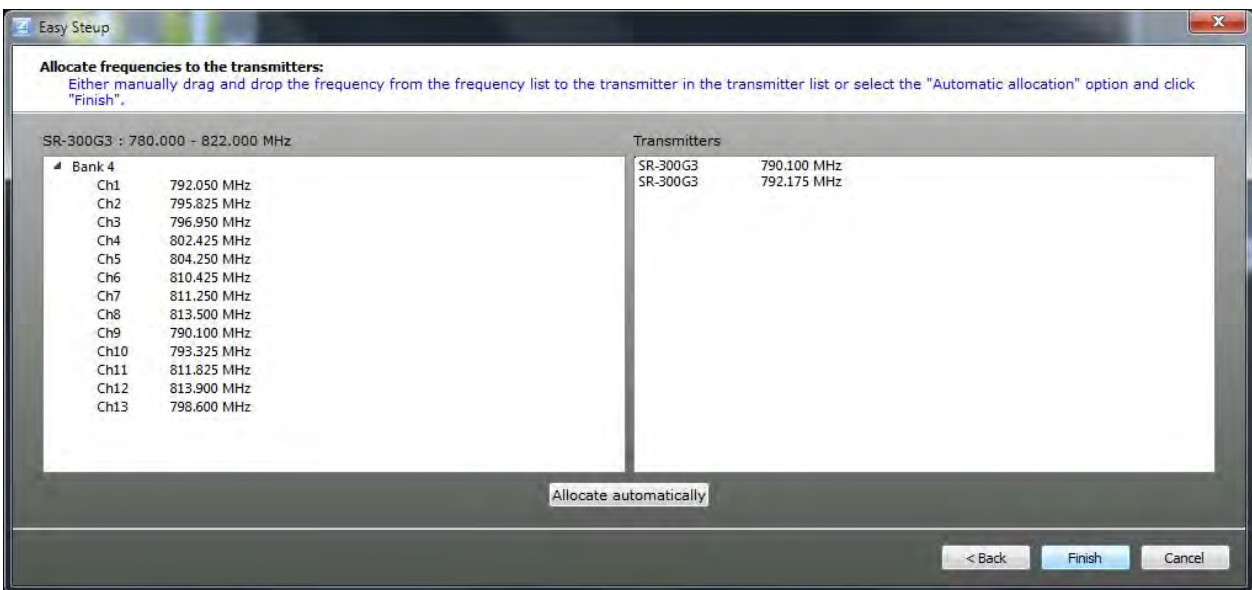 Easy Steup
Allocate frequencies to the transmitters:
Either manually drag and drop the frequency from the frequency list to the transmitter in the transmitter list or select the "Automatic allocation" option and click
"Finish".
SR-300G3 : 780.000 - 822.000 MHz
Bank 4
Ch1 792.050 MHz
Ch2 795.825 MHz
Ch3 796.950 MHz
Ch4 802.425 MHz
Ch5 804.250 MHz
Ch6 810.425 MHz
Ch7 811.250 MHz
Ch8 813.500 MHz
Ch9 790.100 MHz
Ch10 793.325 MHz
Ch11 811.825 MHz
Ch12 813.900 MHz
Ch13 798.600 MHz
Transmitters
SR-300G3 790.100 MHz
SR-300G3 792.175 MHz
Allocate automatically
< Back Finish Cancel